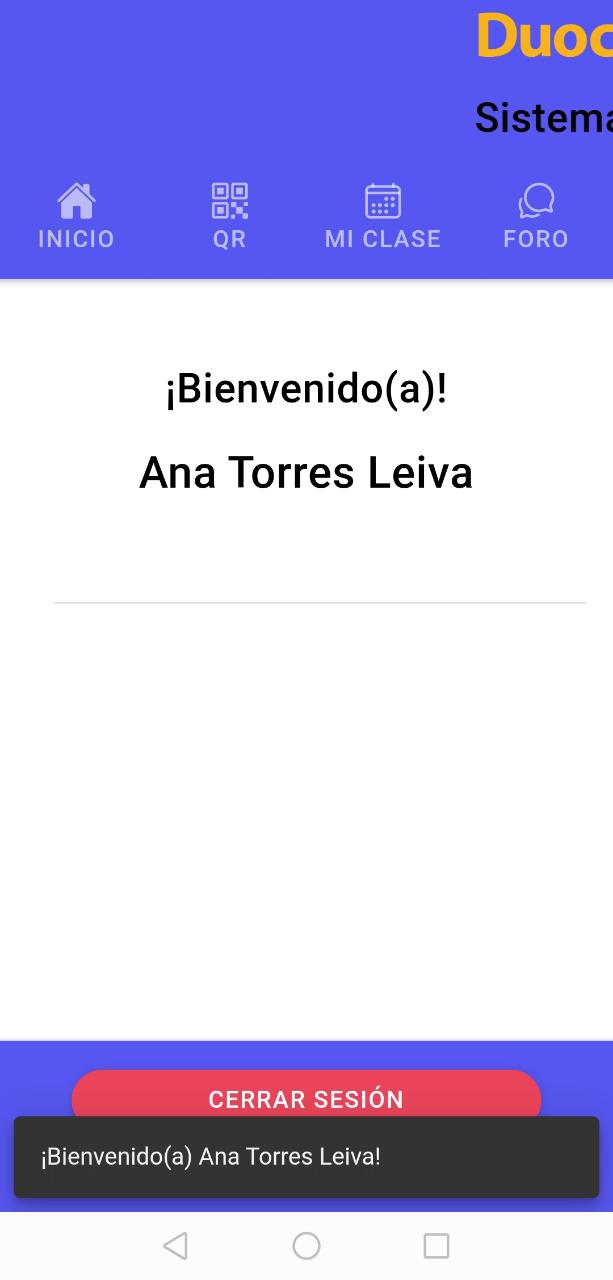 Duoc
Sistema
INICIO
QR
MI CLASE
FORO
¡Bienvenido(a)!
Ana Torres Leiva
CERRAR SESIÓN
¡Bienvenido(a) Ana Torres Leiva!